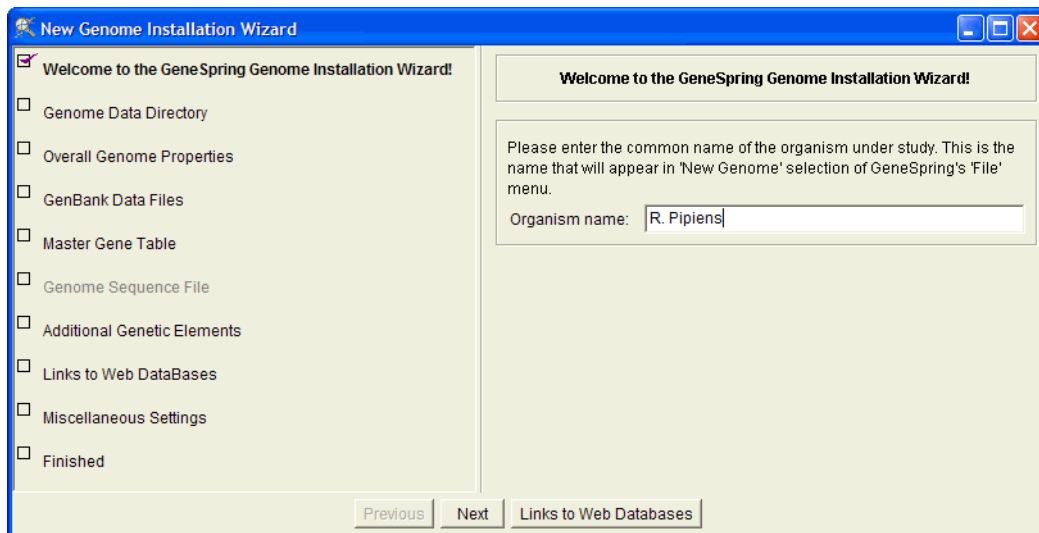 New Genome Installation Wizard
Welcome to the GeneSpring Genome Installation Wizard!
Genome Data Directory
Overall Genome Properties
GenBank Data Files
Master Gene Table
Genome Sequence File
Additional Genetic Elements
Links to Web DataBases
Miscellaneous Settings
Finished
Welcome to the GeneSpring Genome Installation Wizard!
Please enter the common name of the organism under study. This is the
name that will appear in 'New Genome' selection of GeneSpring's 'File'
menu.
Organism name: R. Pipiens
Previous Next Links to Web Databases